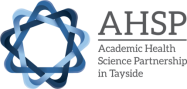 AHSP
Academic Health
Science Partnership
in Tayside